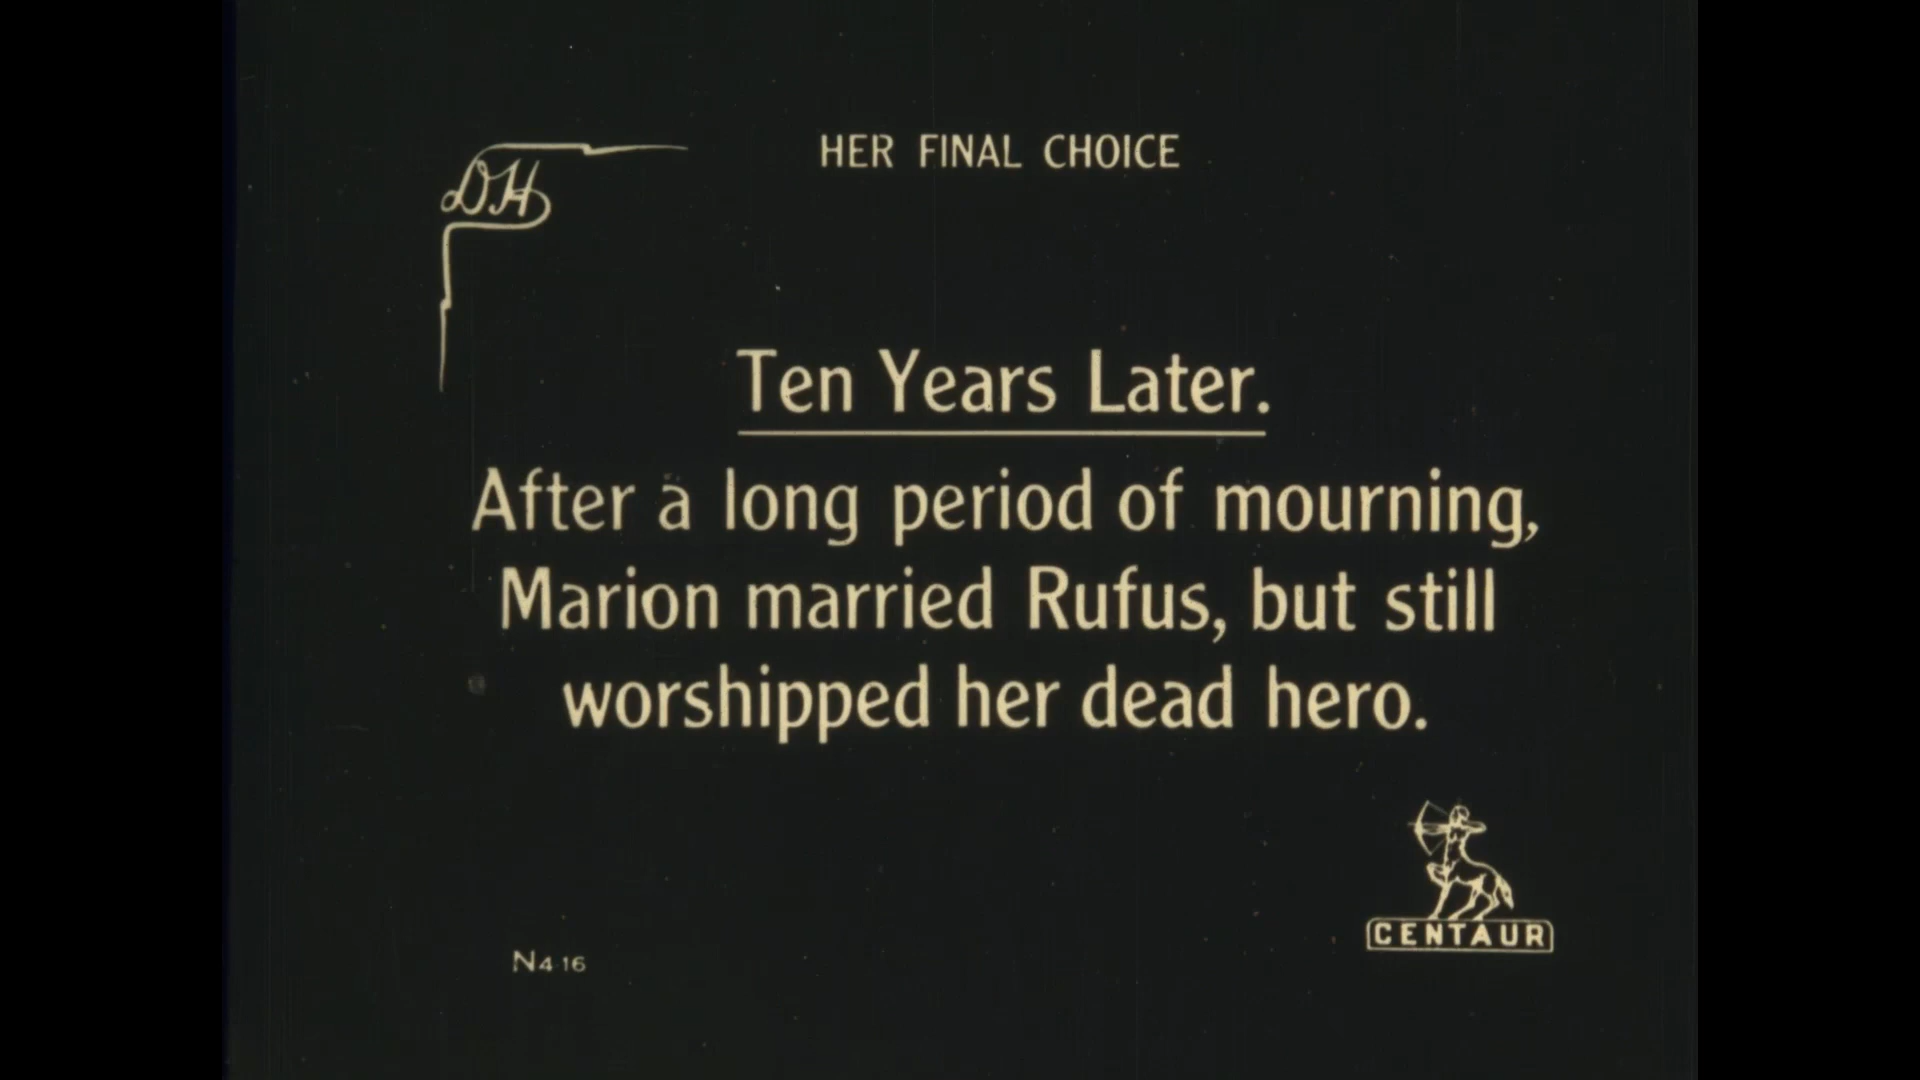 HER FINAL CHOICE
DH
Ten Years Later.
After a long period of mourning,
Marion married Rufus, but still
worshipped her dead hero.
CENTAUR
N4 16